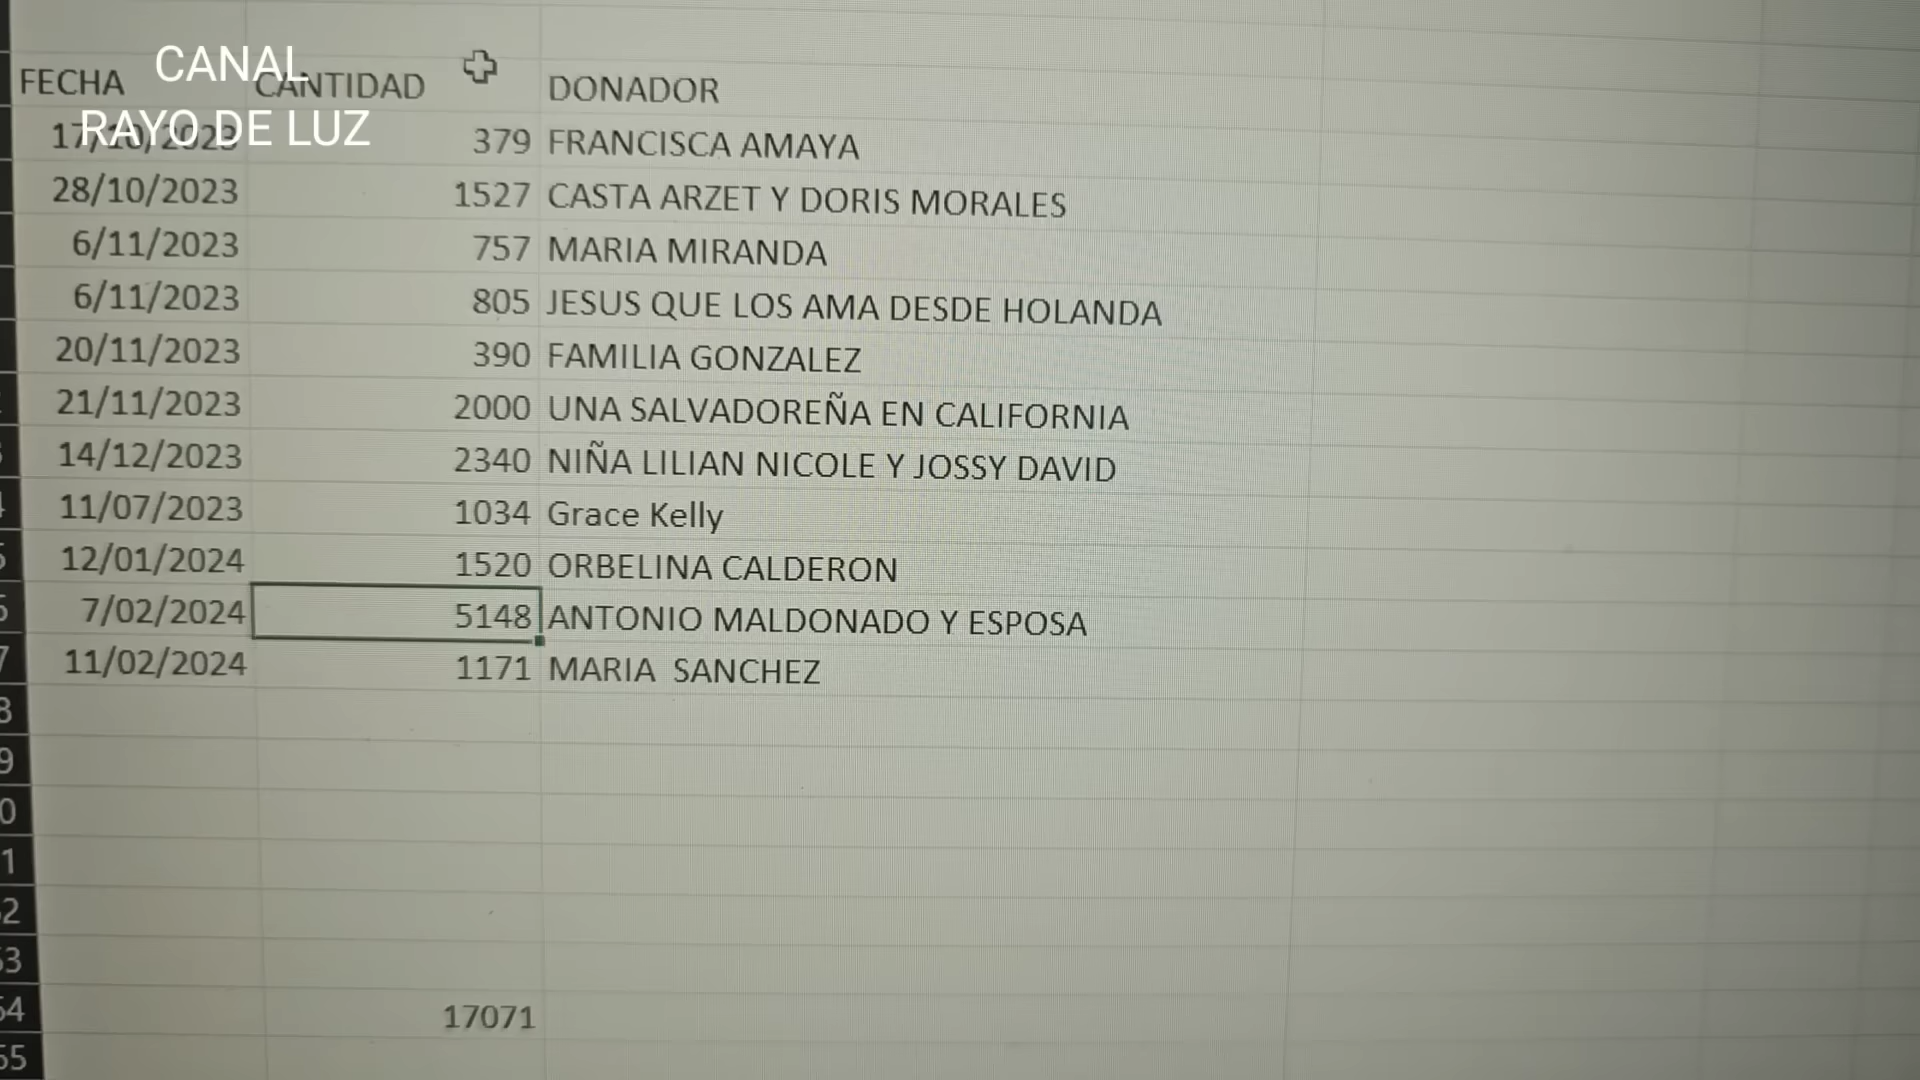 CANAL
RAYO DE LUZ
FECHA CANTIDAD DONADOR
17/10/2023 379 FRANCISCA AMAYA
28/10/2023 1527 CASTA ARZET Y DORIS MORALES
6/11/2023 757 MARIA MIRANDA
6/11/2023 805 JESUS QUE LOS AMA DESDE HOLANDA
20/11/2023 390 FAMILIA GONZALEZ
21/11/2023 2000 UNA SALVADOREÑA EN CALIFORNIA
14/12/2023 2340 NIÑA LILIAN NICOLE Y JOSSY DAVID
11/07/2023 1034 Grace Kelly
12/01/2024 1520 ORBELINA CALDERON
7/02/2024 5148 ANTONIO MALDONADO Y ESPOSA
11/02/2024 1171 MARIA SANCHEZ
17071